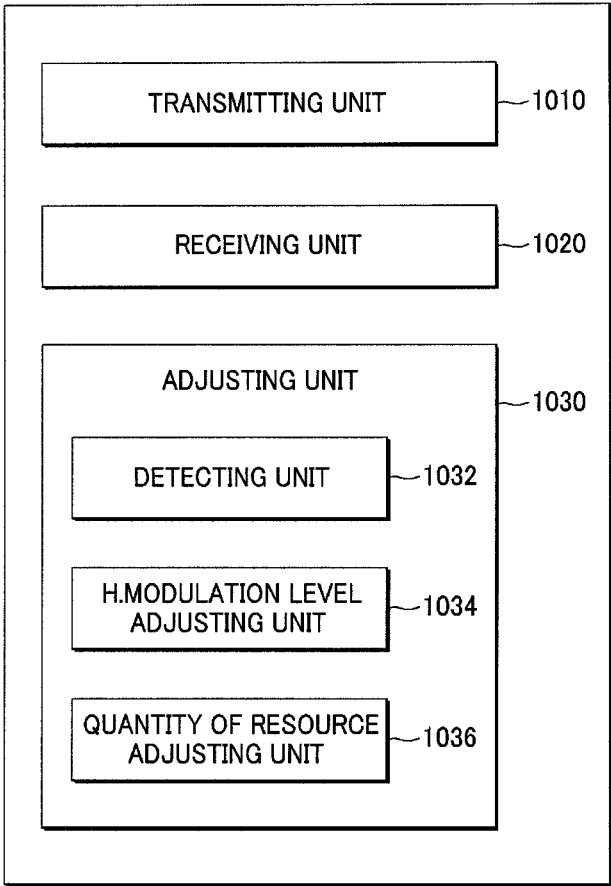 TRANSMITTING UNIT
1010
RECEIVING UNIT
1020
ADJUSTING UNIT
1030
DETECTING UNIT
1032
H.MODULATION LEVEL
ADJUSTING UNIT
1034
QUANTITY OF RESOURCE
ADJUSTING UNIT
1036